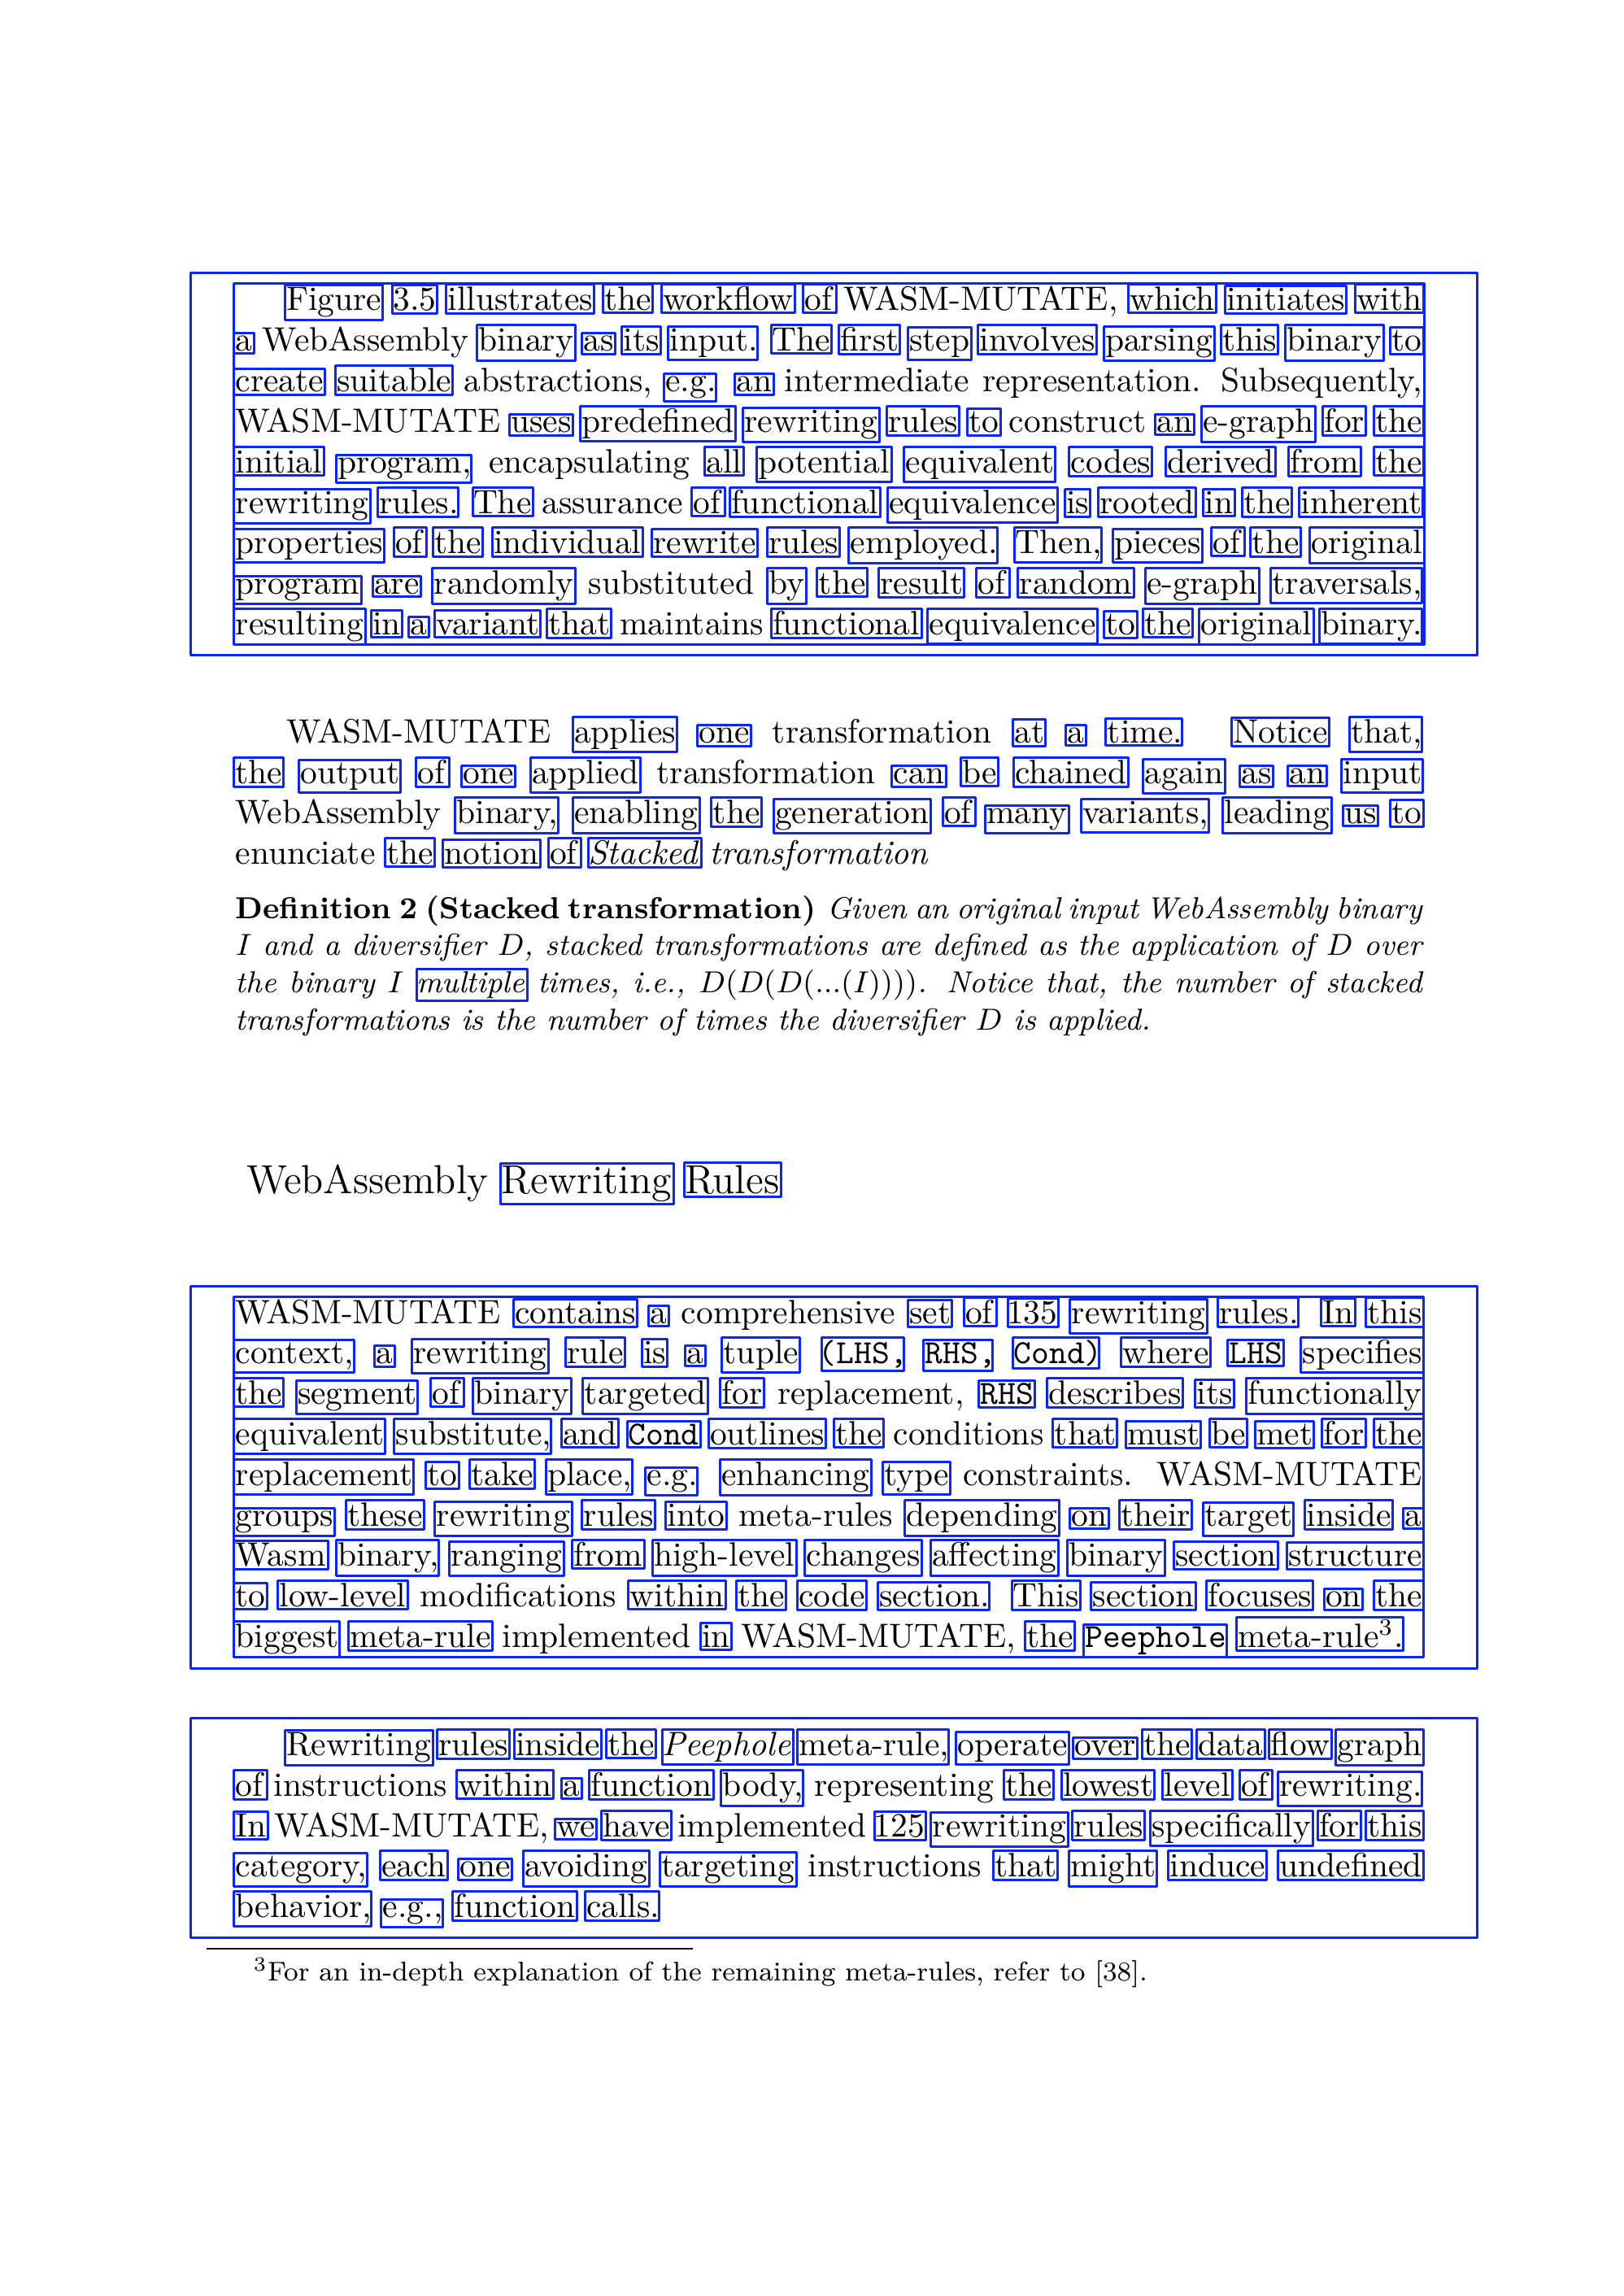 Figure 3.5 illustrates the workflow of WASM-MUTATE, which initiates with
a WebAssembly binary as its input. The first step involves parsing this binary to
create suitable abstractions, e.g. an intermediate representation. Subsequently,
WASM-MUTATE uses predefined rewriting rules to construct an e-graph for the
initial program, encapsulating all potential equivalent codes derived from the
rewriting rules. The assurance of functional equivalence is rooted in the inherent
properties of the individual rewrite rules employed. Then, pieces of the original
program are randomly substituted by the result of random e-graph traversals,
resulting in a variant that maintains functional equivalence to the original binary.
WASM-MUTATE applies one transformation at a time. Notice that,
the output of one applied transformation can be chained again as an input
WebAssembly binary, enabling the generation of many variants, leading us to
enunciate the notion of Stacked transformation
Definition 2 (Stacked transformation) Given an original input WebAssembly binary
I and a diversifier D, stacked transformations are defined as the application of D over
the binary I multiple times, i.e., D(D(D(...(I)))). Notice that, the number of stacked
transformations is the number of times the diversifier D is applied.
WebAssembly Rewriting Rules
WASM-MUTATE contains a comprehensive set of 135 rewriting rules. In this
context, a rewriting rule is a tuple (LHS, RHS, Cond) where LHS specifies
the segment of binary targeted for replacement, RHS describes its functionally
equivalent substitute, and Cond outlines the conditions that must be met for the
replacement to take place, e.g. enhancing type constraints. WASM-MUTATE
groups these rewriting rules into meta-rules depending on their target inside a
Wasm binary, ranging from high-level changes affecting binary section structure
to low-level modifications within the code section. This section focuses on the
biggest meta-rule implemented in WASM-MUTATE, the Peephole meta-rule³.
Rewriting rules inside the Peephole meta-rule, operate over the data flow graph
of instructions within a function body, representing the lowest level of rewriting.
In WASM-MUTATE, we have implemented 125 rewriting rules specifically for this
category, each one avoiding targeting instructions that might induce undefined
behavior, e.g., function calls.
³For an in-depth explanation of the remaining meta-rules, refer to [38].